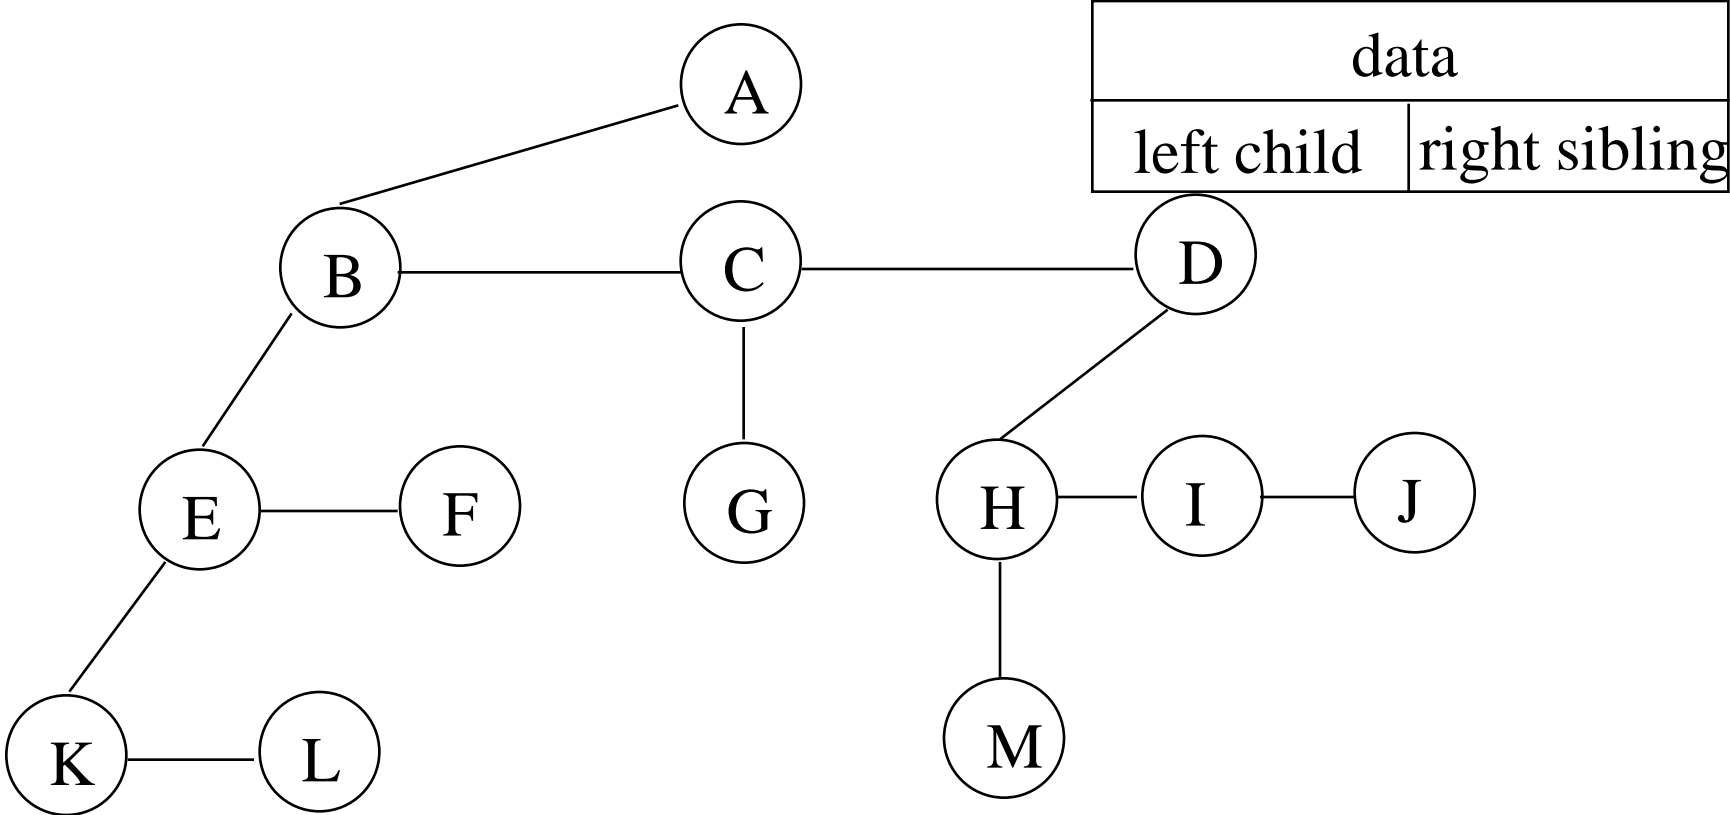 data
left child right sibling
A
B C D
E F G H I J
K L M